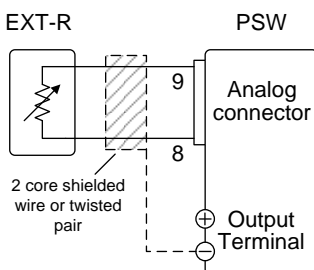 EXT-R
PSW
9
Analog
connector
8
2 core shielded
wire or twisted
pair
+
Output
Terminal
-